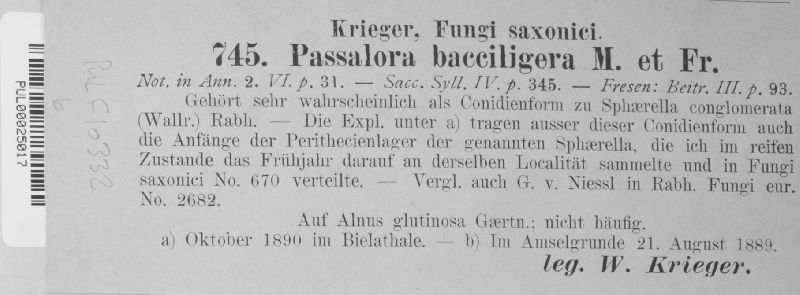 Krieger, Fungi saxonici.
745. Passalora bacciligera M. et Fr.
Not. in Ann. 2. VI. p. 31. — Sacc. Syll. IV. p. 345. — Fresen: Beitr. III. p. 93.
Gehört sehr wahrscheinlich als Conidienform zu Sphærella conglomerata
(Wallr.) Rabh. — Die Expl. unter a) tragen ausser dieser Conidienform auch
die Anfänge der Perithecienlager der genannten Sphærella, die ich im reifen
Zustande das Frühjahr darauf an derselben Localität sammelte und in Fungi
saxonici No. 670 verteilte. — Vergl. auch G. v. Niessl in Rabh. Fungi eur.
No. 2682.
Auf Alnus glutinosa Gærtn.; nicht häufig.
a) Oktober 1890 im Bielathale. — b) Im Amselgrunde 21. August 1889.
leg. W. Krieger.
PUL00025017
b